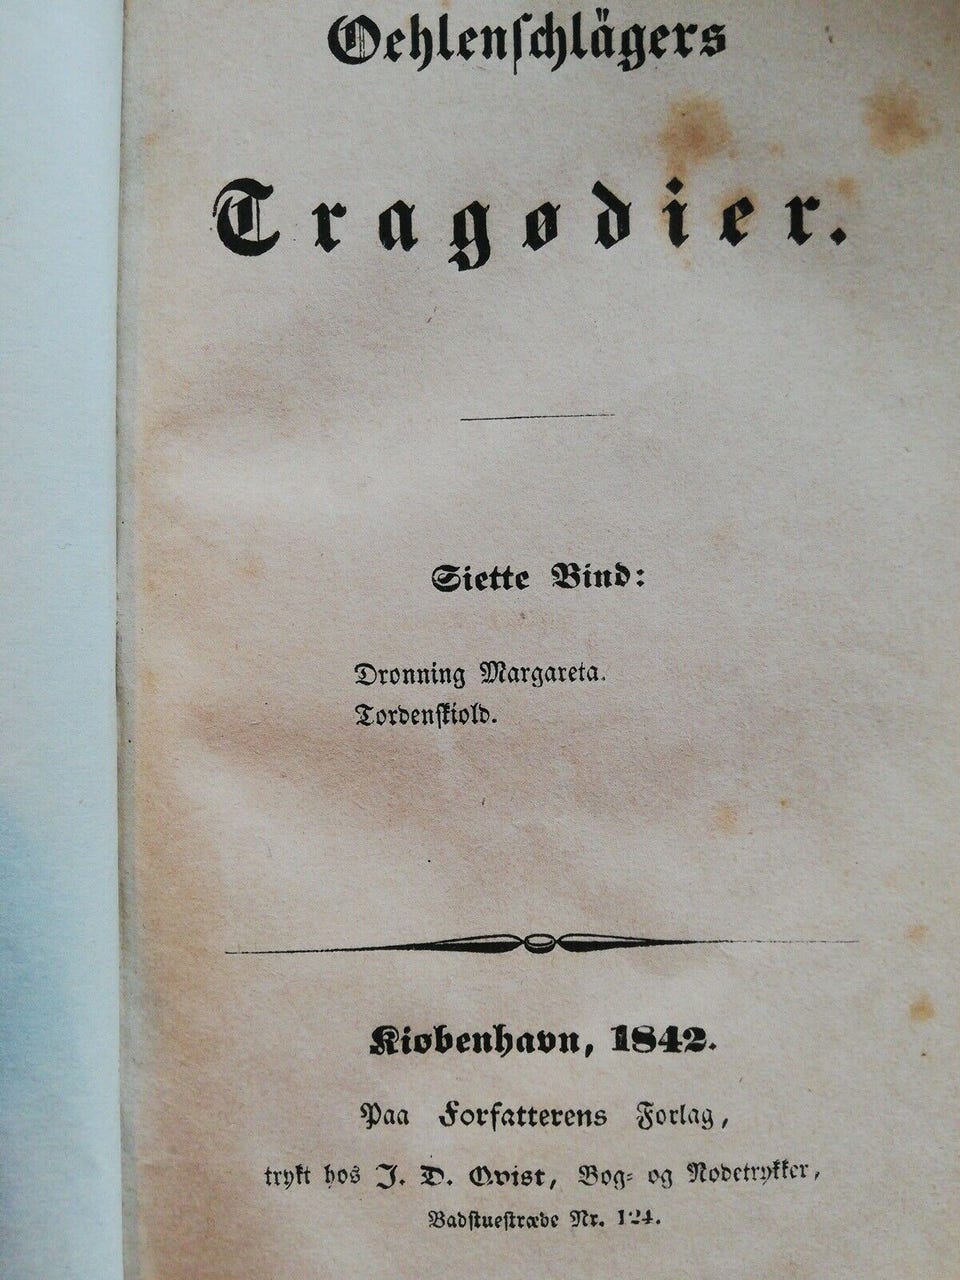 Oehlenschlägers
Tragødier.
Siette Bind:
Dronning Margareta.
Tordenskiold.
Kiøbenhavn, 1842.
Paa Forfatterens Forlag,
trykt hos J. D. Qvist, Bog- og Nodetrykker,
Badstuestræde Nr. 124.